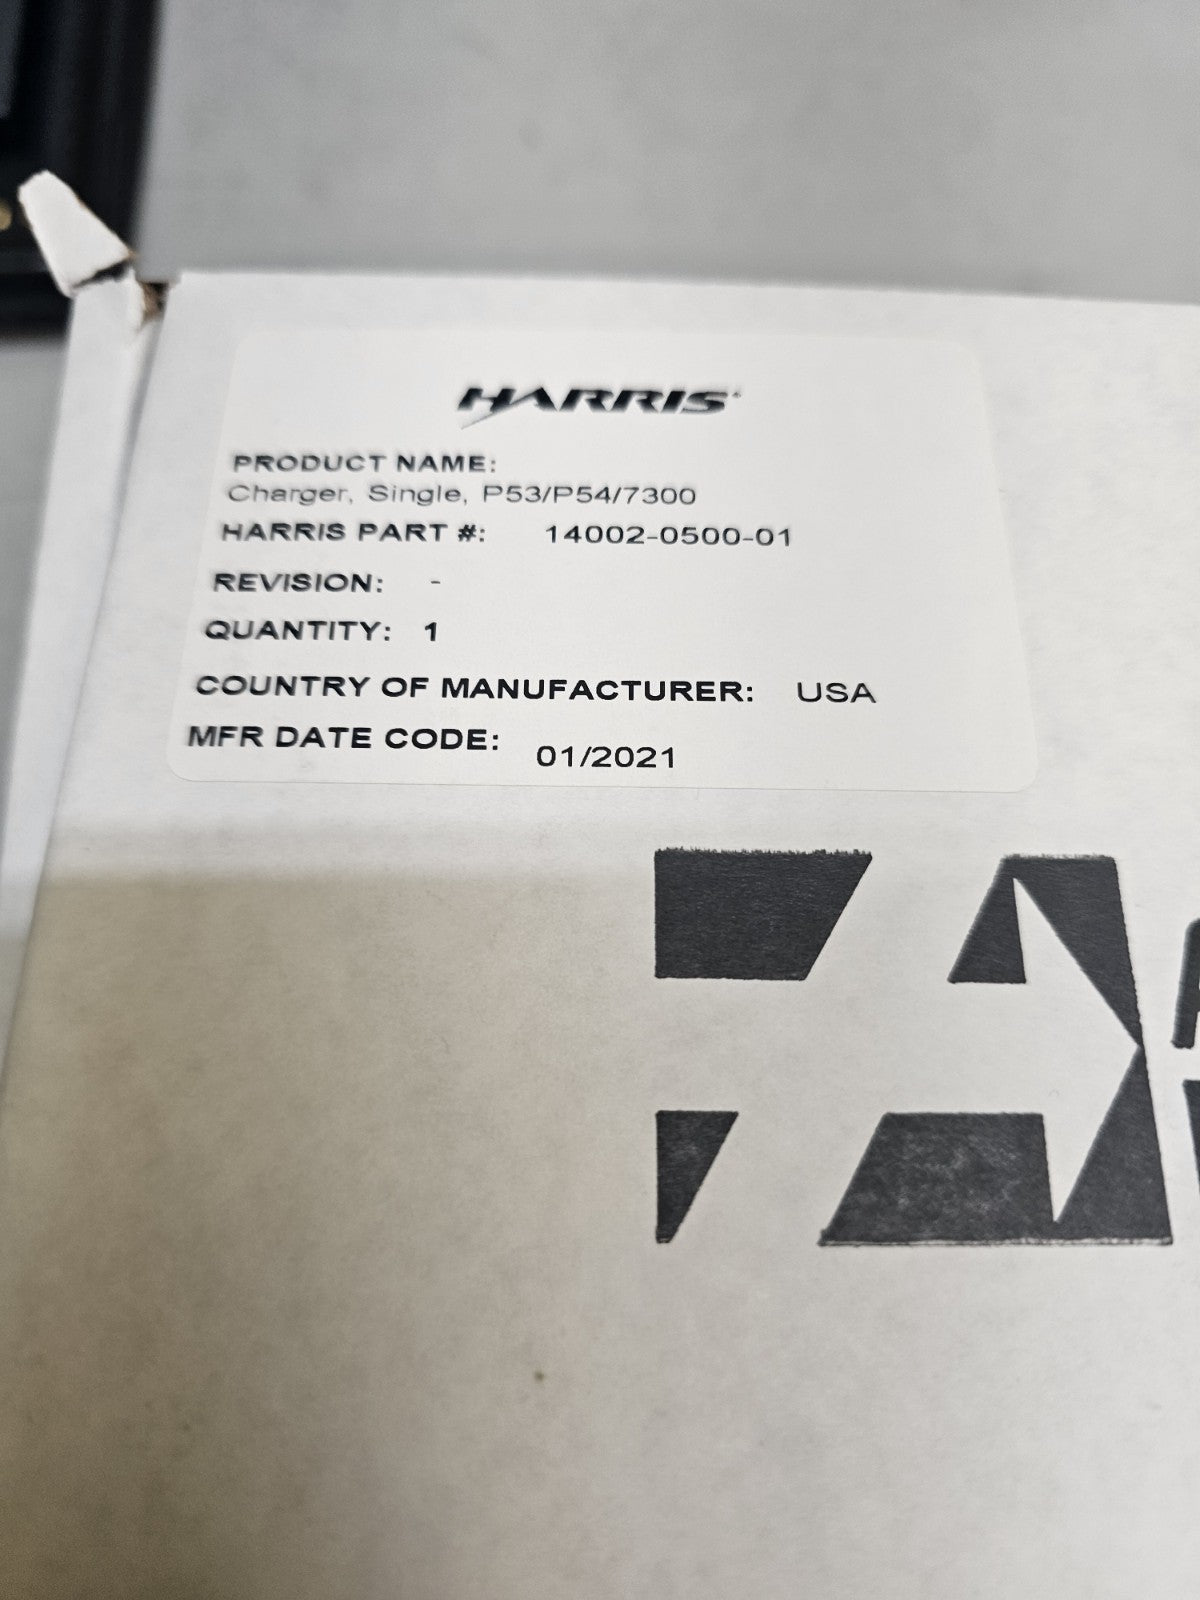 HARRIS
PRODUCT NAME:
Charger, Single, P53/P54/7300
HARRIS PART #: 14002-0500-01
REVISION: -
QUANTITY: 1
COUNTRY OF MANUFACTURER: USA
MFR DATE CODE: 01/2021